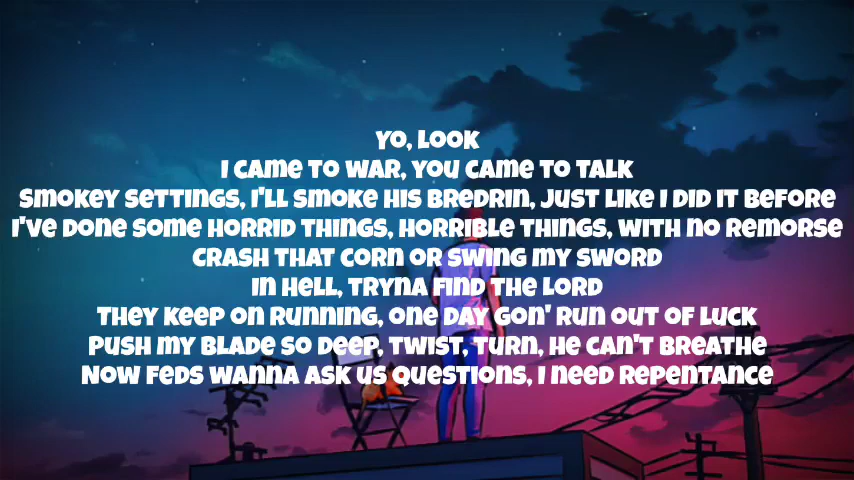 Yo, Look
I came to war, you came to talk
Smokey settings, I'll smoke his bredrin, just like I did it before
I've done some horrid things, horrible things, with no remorse
Crash that corn or swing my sword
In hell, tryna find the Lord
They keep on running, one day gon' run out of luck
Push my blade so deep, twist, turn, he can't breathe
Now feds wanna ask us questions, I need repentance